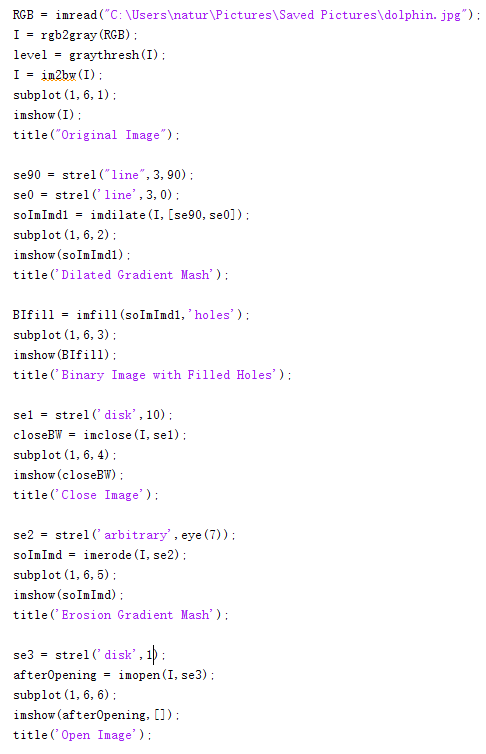 RGB = imread("C:\Users\natur\Pictures\Saved Pictures\dolphin.jpg");
I = rgb2gray(RGB);
level = graythresh(I);
I = im2bw(I);
subplot(1,6,1);
imshow(I);
title("Original Image");
se90 = strel("line",3,90);
se0 = strel('line',3,0);
soImImd1 = imdilate(I,[se90,se0]);
subplot(1,6,2);
imshow(soImImd1);
title('Dilated Gradient Mash');
BIfill = imfill(soImImd1,'holes');
subplot(1,6,3);
imshow(BIfill);
title('Binary Image with Filled Holes');
se1 = strel('disk',10);
closeBW = imclose(I,se1);
subplot(1,6,4);
imshow(closeBW);
title('Close Image');
se2 = strel('arbitrary',eye(7));
soImImd = imerode(I,se2);
subplot(1,6,5);
imshow(soImImd);
title('Erosion Gradient Mash');
se3 = strel('disk',1);
afterOpening = imopen(I,se3);
subplot(1,6,6);
imshow(afterOpening,[]);
title('Open Image');